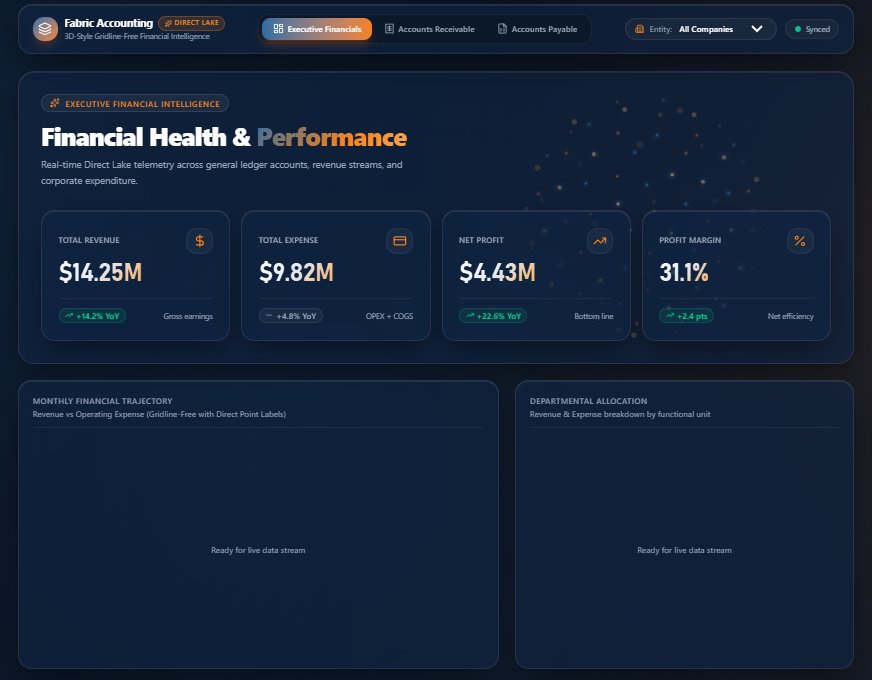 Fabric Accounting
DIRECT LAKE
3D-Style Gridline-Free Financial Intelligence
Executive Financials
Accounts Receivable
Accounts Payable
Entity: All Companies
Synced
EXECUTIVE FINANCIAL INTELLIGENCE
Financial Health & Performance
Real-time Direct Lake telemetry across general ledger accounts, revenue streams, and
corporate expenditure.
TOTAL REVENUE
$14.25M
+14.2% YoY
Gross earnings
TOTAL EXPENSE
$9.82M
+4.8% YoY
OPEX + COGS
NET PROFIT
$4.43M
+22.6% YoY
Bottom line
PROFIT MARGIN
31.1%
+2.4 pts
Net efficiency
MONTHLY FINANCIAL TRAJECTORY
Revenue vs Operating Expense (Gridline-Free with Direct Point Labels)
Ready for live data stream
DEPARTMENTAL ALLOCATION
Revenue & Expense breakdown by functional unit
Ready for live data stream